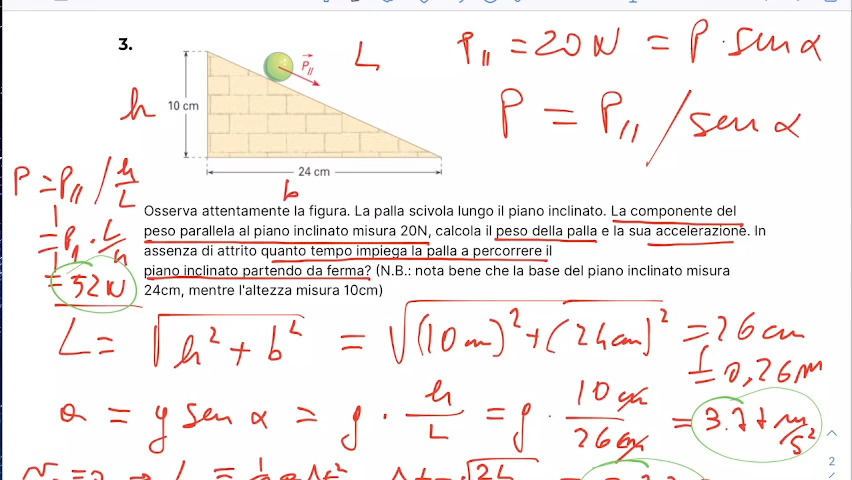 3.
L
P// = 20N = P · sen α
P//
h
10 cm
P = P// / sen α
24 cm
b
P = P// / h/L
= P// · L/h
= 52N
Osserva attentamente la figura. La palla scivola lungo il piano inclinato. La componente del
peso parallela al piano inclinato misura 20N, calcola il peso della palla e la sua accelerazione. In
assenza di attrito quanto tempo impiega la palla a percorrere il
piano inclinato partendo da ferma? (N.B.: nota bene che la base del piano inclinato misura
24cm, mentre l'altezza misura 10cm)
L = √h² + b² = √(10 cm)² + (24 cm)² = 26 cm
= 0,26 m
a = g sen α = g · h/L = g · 10 cm/26 cm = 3.77 m/s²
2